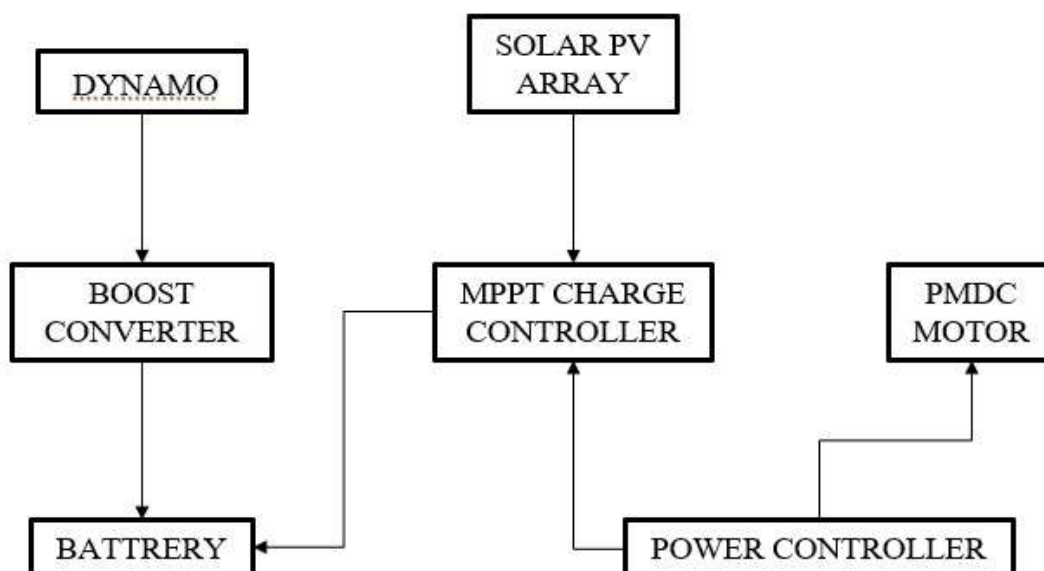 DYNAMO
SOLAR PV
ARRAY
BOOST
CONVERTER
MPPT CHARGE
CONTROLLER
PMDC
MOTOR
BATTRERY
POWER CONTROLLER